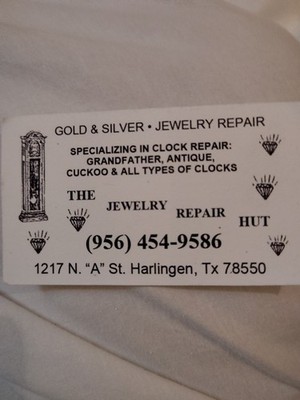 GOLD & SILVER • JEWELRY REPAIR
SPECIALIZING IN CLOCK REPAIR:
GRANDFATHER, ANTIQUE,
CUCKOO & ALL TYPES OF CLOCKS
THE JEWELRY REPAIR HUT
(956) 454-9586
1217 N. “A” St. Harlingen, Tx 78550